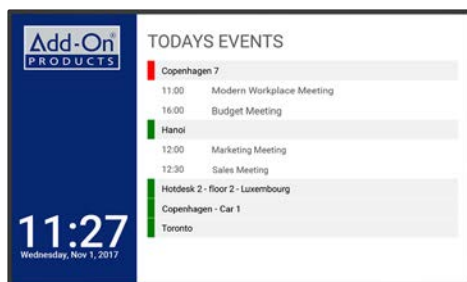 Add-On®
PRODUCTS
TODAYS EVENTS
Copenhagen 7
11:00 Modern Workplace Meeting
16:00 Budget Meeting
Hanoi
12:00 Marketing Meeting
12:30 Sales Meeting
Hotdesk 2 - floor 2 - Luxembourg
Copenhagen - Car 1
Toronto
11:27
Wednesday, Nov 1, 2017